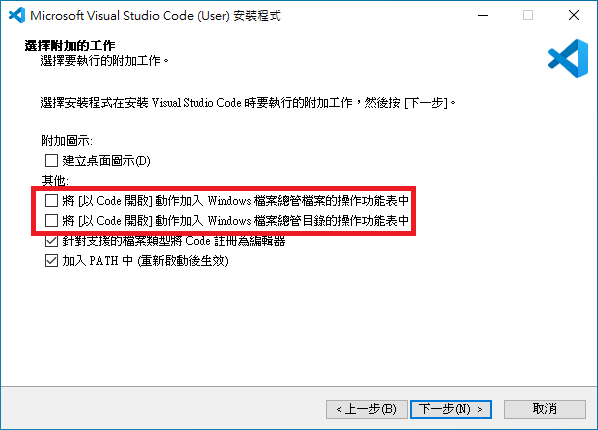 Microsoft Visual Studio Code (User) 安裝程式
選擇附加的工作
選擇要執行的附加工作。
選擇安裝程式在安裝 Visual Studio Code 時要執行的附加工作，然後按 [下一步]。
附加圖示:
建立桌面圖示(D)
其他:
將 [以 Code 開啟] 動作加入 Windows 檔案總管檔案的操作功能表中
將 [以 Code 開啟] 動作加入 Windows 檔案總管目錄的操作功能表中
針對支援的檔案類型將 Code 註冊為編輯器
加入 PATH 中 (重新啟動後生效)
< 上一步(B) 下一步(N) > 取消